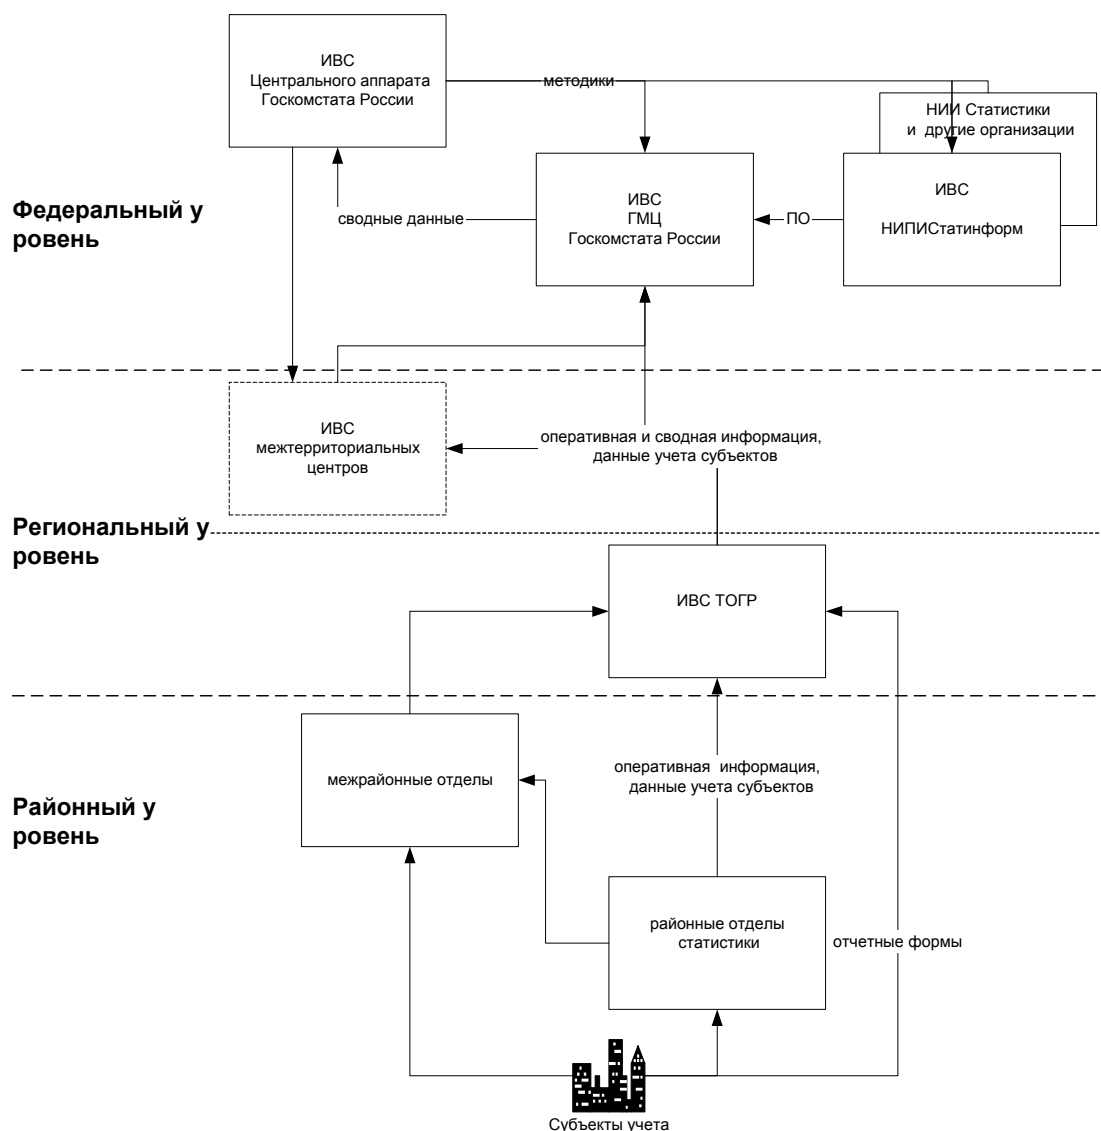 ИВС
Центрального аппарата
Госкомстата России
методики
НИИ Статистики
и другие организации
ИВС
НИПИСтатинформ
ИВС
ГМЦ
Госкомстата России
ПО
сводные данные
Федеральный у
ровень
ИВС
межтерриториальных
центров
оперативная и сводная информация,
данные учета субъектов
Региональный у
ровень
ИВС ТОГР
межрайонные отделы
оперативная информация,
данные учета субъектов
Районный у
ровень
районные отделы
статистики
отчетные формы
Субъекты учета